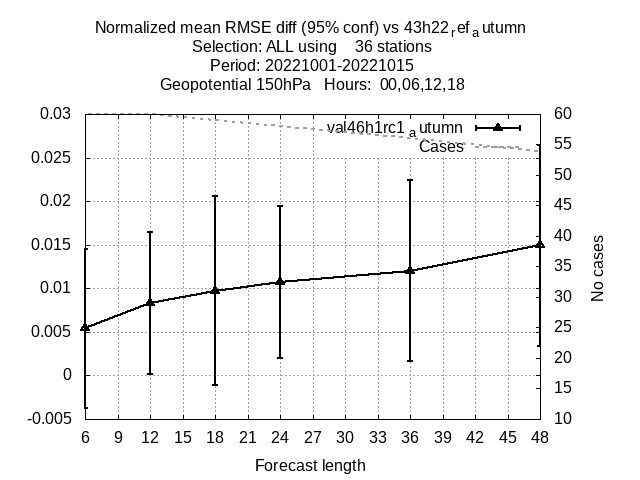 Normalized mean RMSE diff (95% conf) vs 43h22refautumn
Selection: ALL using 36 stations
Period: 20221001-20221015
Geopotential 150hPa Hours: 00,06,12,18
0.03
0.025
0.02
0.015
0.01
0.005
0
-0.005
val46h1rc1autumn
Cases
60
55
50
45
40
35
30
25
20
15
10
No cases
6 9 12 15 18 21 24 27 30 33 36 39 42 45 48
Forecast length